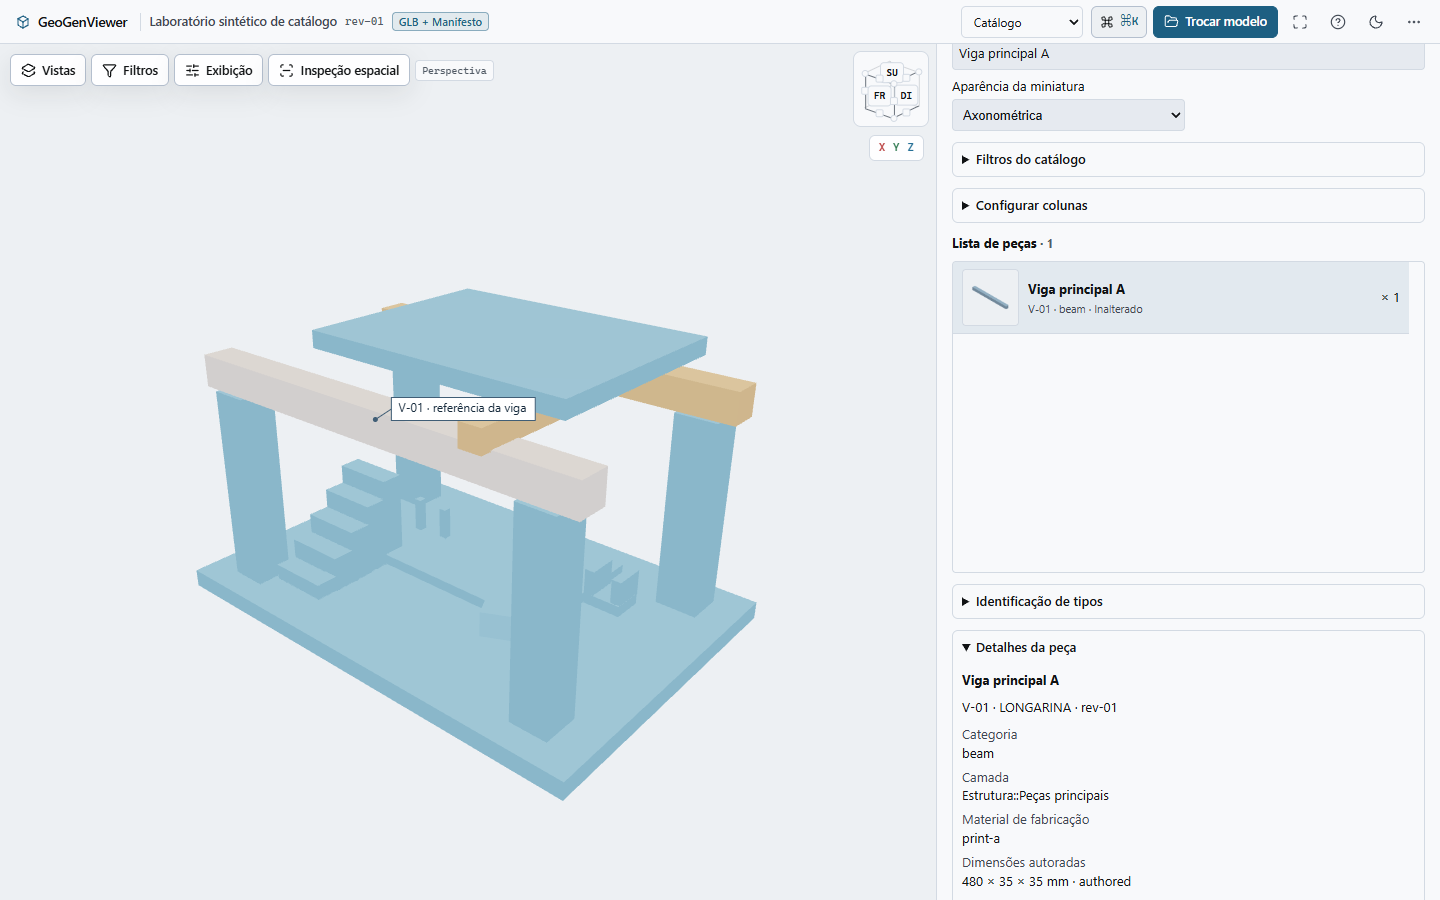 GeoGenViewer
Laboratório sintético de catálogo rev-01 GLB + Manifesto
Catálogo
⌘ ⌘K
Trocar modelo
Vistas
Filtros
Exibição
Inspeção espacial
Perspectiva
SU
FR DI
X Y Z
V-01 · referência da viga
Viga principal A
Aparência da miniatura
Axonométrica
Filtros do catálogo
Configurar colunas
Lista de peças · 1
Viga principal A
V-01 · beam · Inalterado
× 1
Identificação de tipos
Detalhes da peça
Viga principal A
V-01 · LONGARINA · rev-01
Categoria
beam
Camada
Estrutura::Peças principais
Material de fabricação
print-a
Dimensões autoradas
480 × 35 × 35 mm · authored